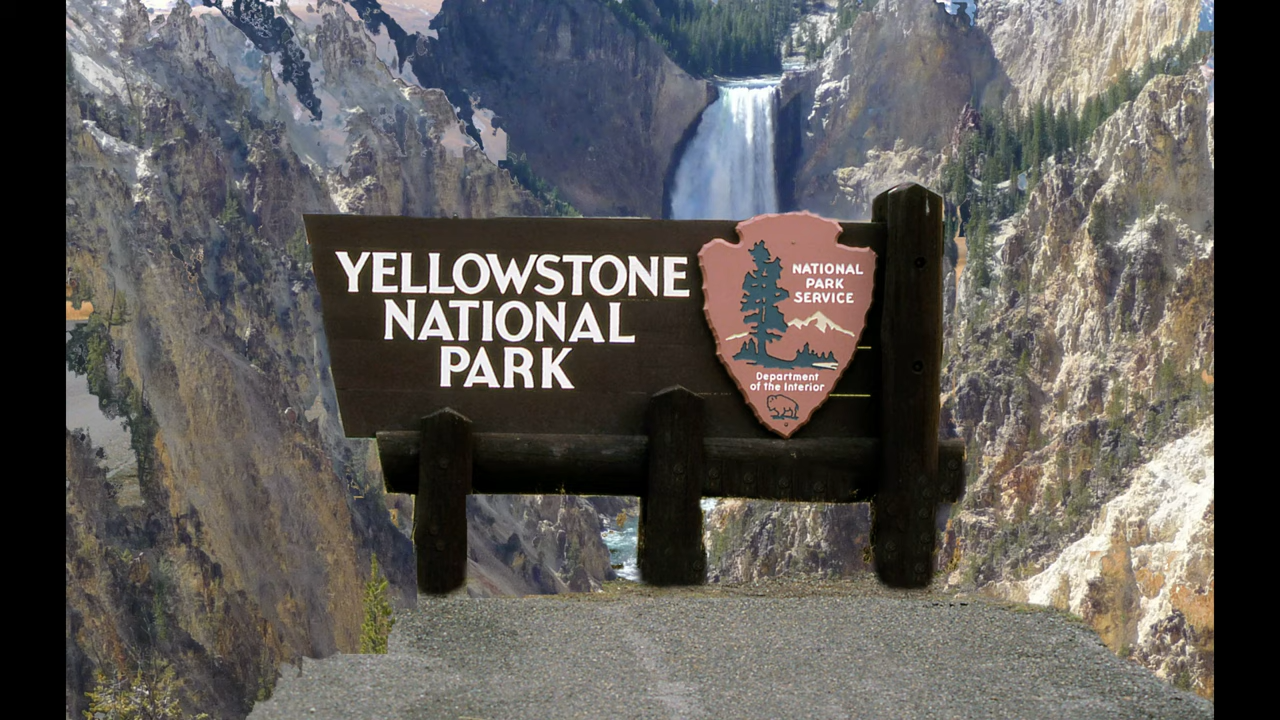 YELLOWSTONE
NATIONAL
PARK
NATIONAL
PARK
SERVICE
Department
of the Interior